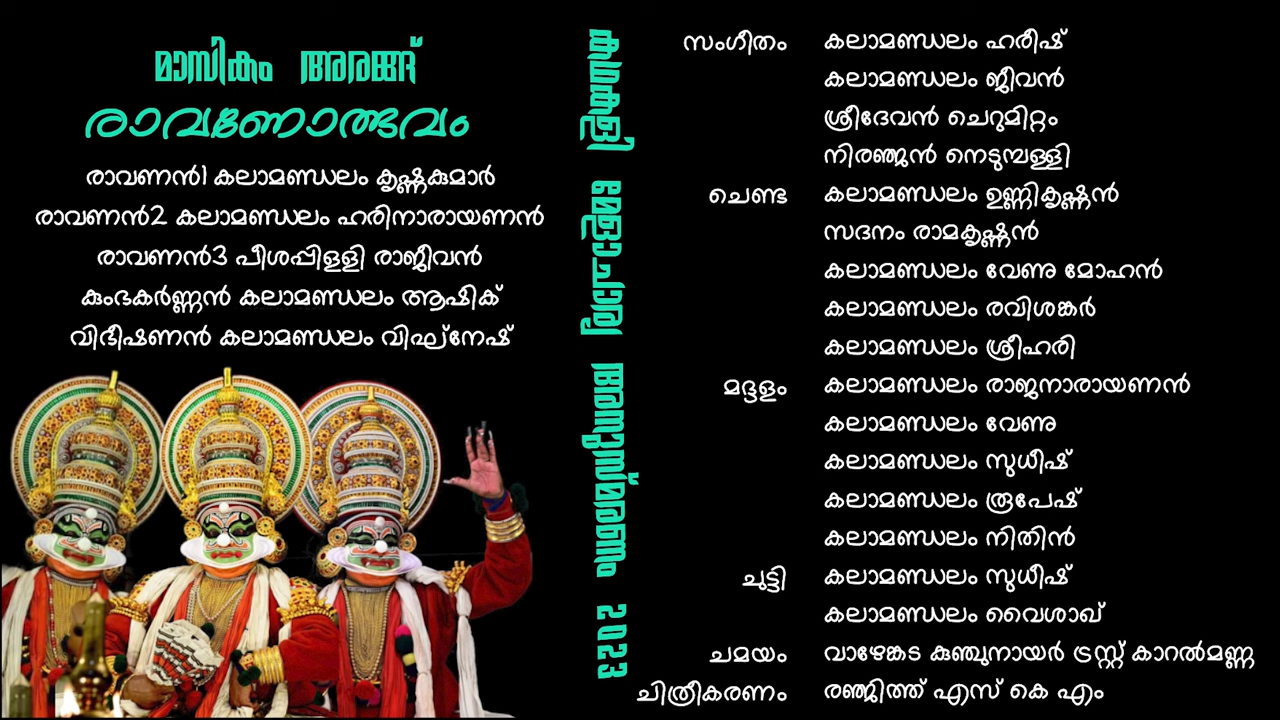 മാസികം അരങ്ങ്
രാവണോത്ഭവം
രാവണൻ1 കലാമണ്ഡലം കൃഷ്ണകുമാർ
രാവണൻ2 കലാമണ്ഡലം ഹരിനാരായണൻ
രാവണൻ3 പീശപ്പിള്ളി രാജീവൻ
കുംഭകർണ്ണൻ കലാമണ്ഡലം ആഷിക്
വിഭീഷണൻ കലാമണ്ഡലം വിഘ്നേഷ്
കഥകളി മേളാചാര്യ അനുസ്മരണം 2023
സംഗീതം കലാമണ്ഡലം ഹരീഷ്
കലാമണ്ഡലം ജീവൻ
ശ്രീദേവൻ ചെറുമിറ്റം
നിരഞ്ജൻ നെടുമ്പള്ളി
ചെണ്ട കലാമണ്ഡലം ഉണ്ണികൃഷ്ണൻ
സദനം രാമകൃഷ്ണൻ
കലാമണ്ഡലം വേണു മോഹൻ
കലാമണ്ഡലം രവിശങ്കർ
കലാമണ്ഡലം ശ്രീഹരി
മദ്ദളം കലാമണ്ഡലം രാജനാരായണൻ
കലാമണ്ഡലം വേണു
കലാമണ്ഡലം സുധീഷ്
കലാമണ്ഡലം രൂപേഷ്
കലാമണ്ഡലം നിതിൻ
ചുട്ടി കലാമണ്ഡലം സുധീഷ്
കലാമണ്ഡലം വൈശാഖ്
ചമയം വാഴേങ്കട കുഞ്ചുനായർ ട്രസ്റ്റ് കാറൽമണ്ണ
ചിത്രീകരണം രഞ്ജിത്ത് എസ് കെ എം